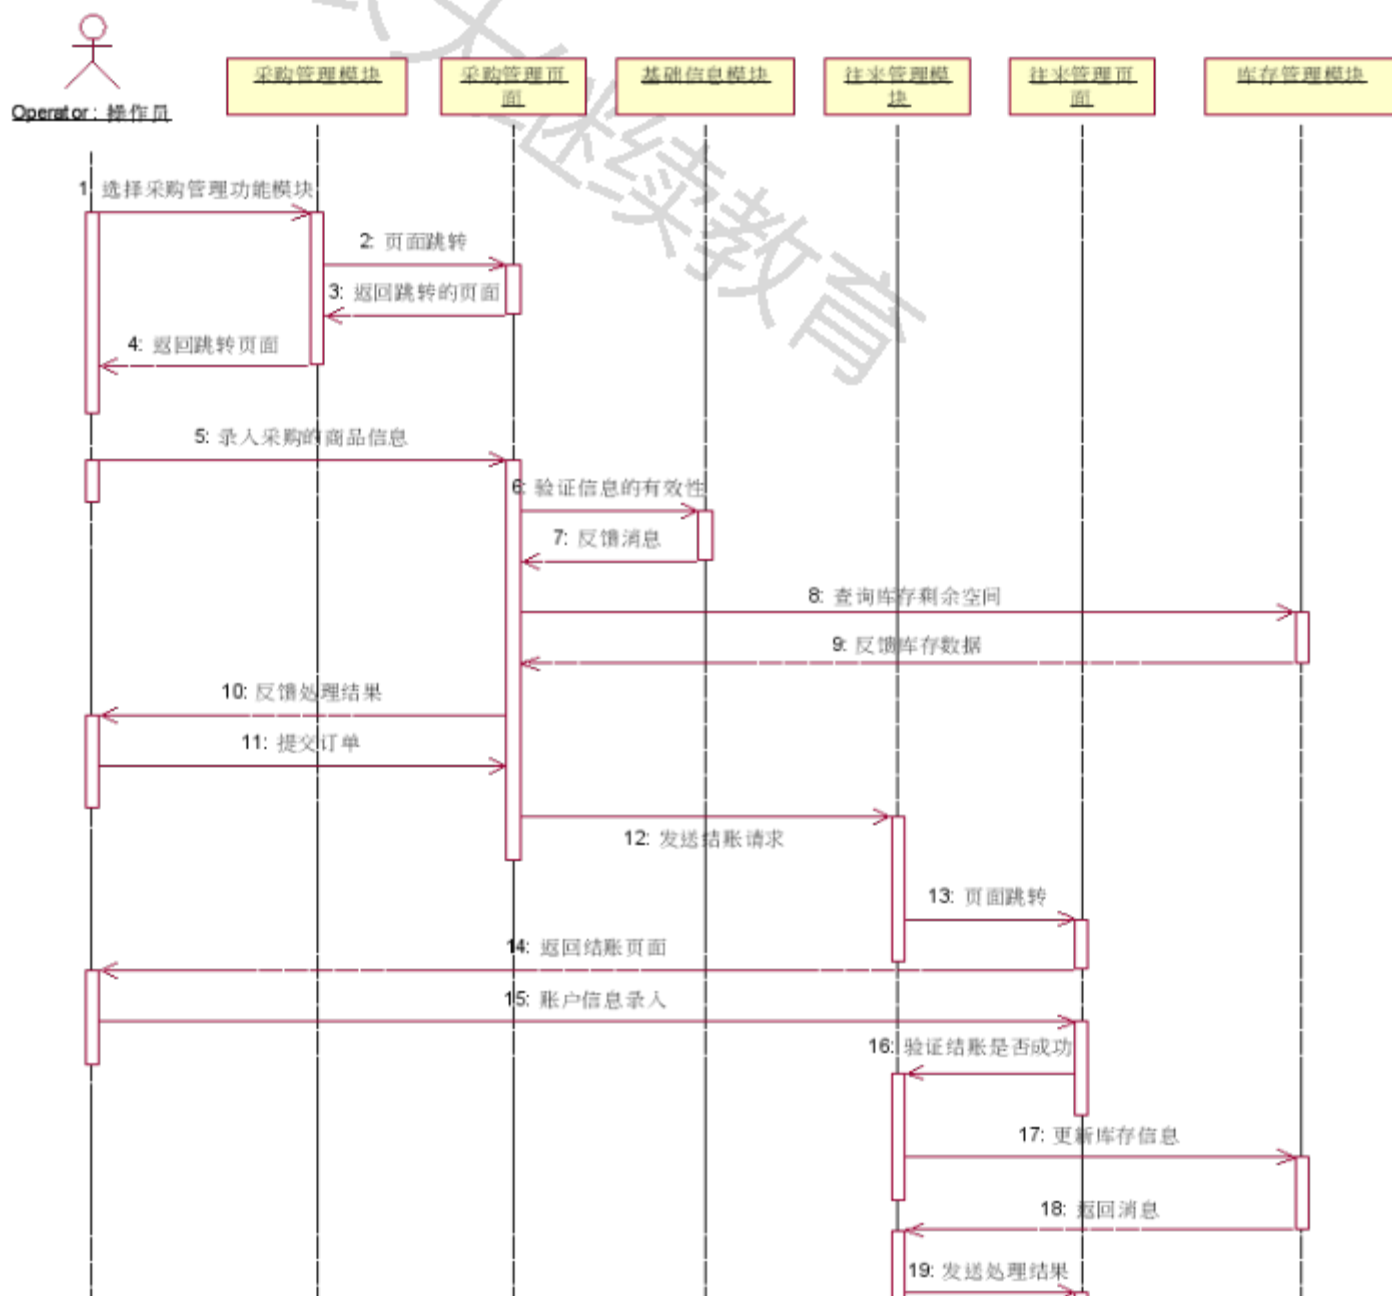 大继续教育
Operator : 操作员
采购管理模块
采购管理页
面
基础信息模块
往来管理模
块
往来管理页
面
库存管理模块
1: 选择采购管理功能模块
2: 页面跳转
3: 返回跳转的页面
4: 返回跳转页面
5: 录入采购的商品信息
6: 验证信息的有效性
7: 反馈消息
8: 查询库存剩余空间
9: 反馈库存数据
10: 反馈处理结果
11: 提交订单
12: 发送结账请求
13: 页面跳转
14: 返回结账页面
15: 账户信息录入
16: 验证结账是否成功
17: 更新库存信息
18: 返回消息
19: 发送处理结果